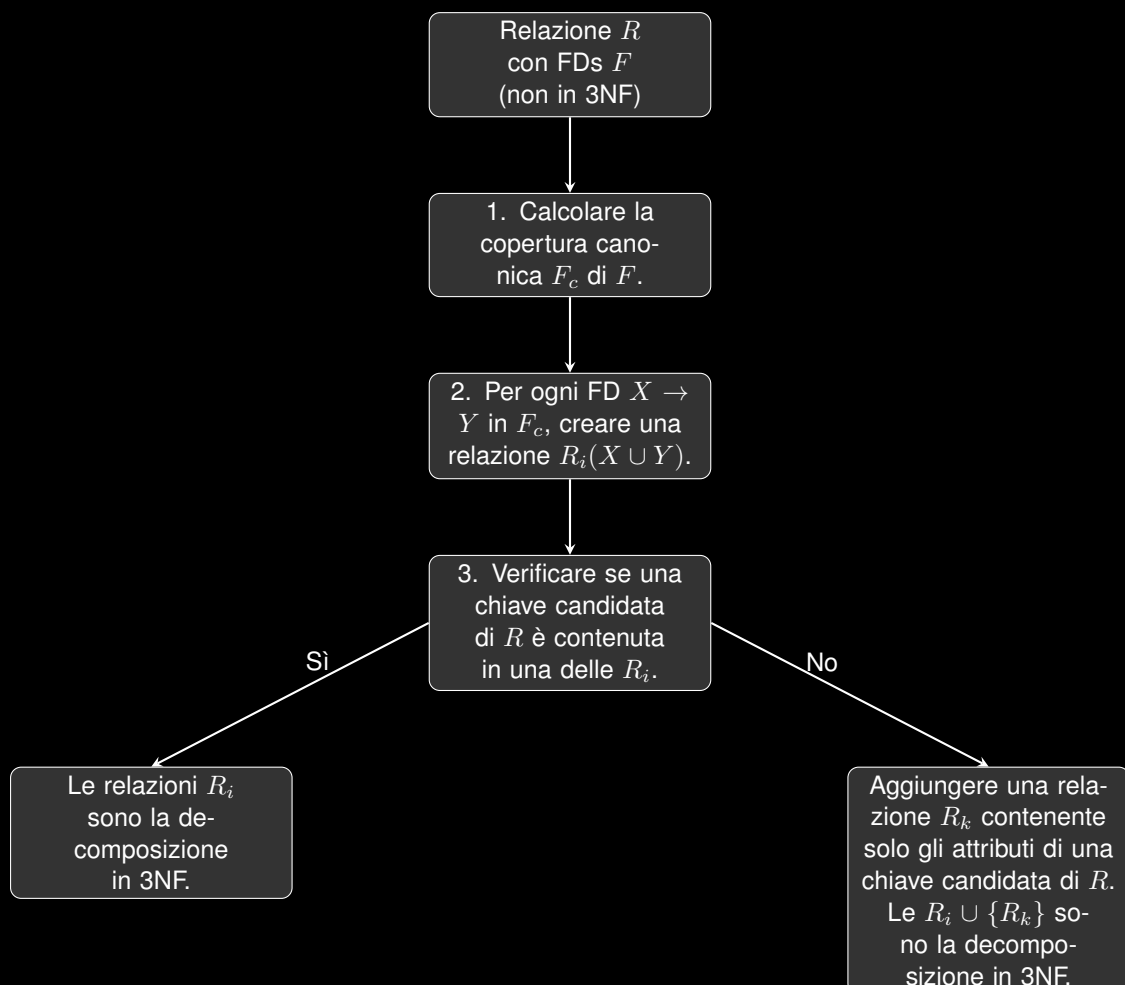 Relazione R
con FDs F
(non in 3NF)
1. Calcolare la
copertura cano-
nica F_c di F.
2. Per ogni FD X →
Y in F_c, creare una
relazione R_i(X ∪ Y).
3. Verificare se una
chiave candidata
di R è contenuta
in una delle R_i.
Sì
No
Le relazioni R_i
sono la de-
composizione
in 3NF.
Aggiungere una rela-
zione R_k contenente
solo gli attributi di una
chiave candidata di R.
Le R_i ∪ {R_k} so-
no la decompo-
sizione in 3NF.